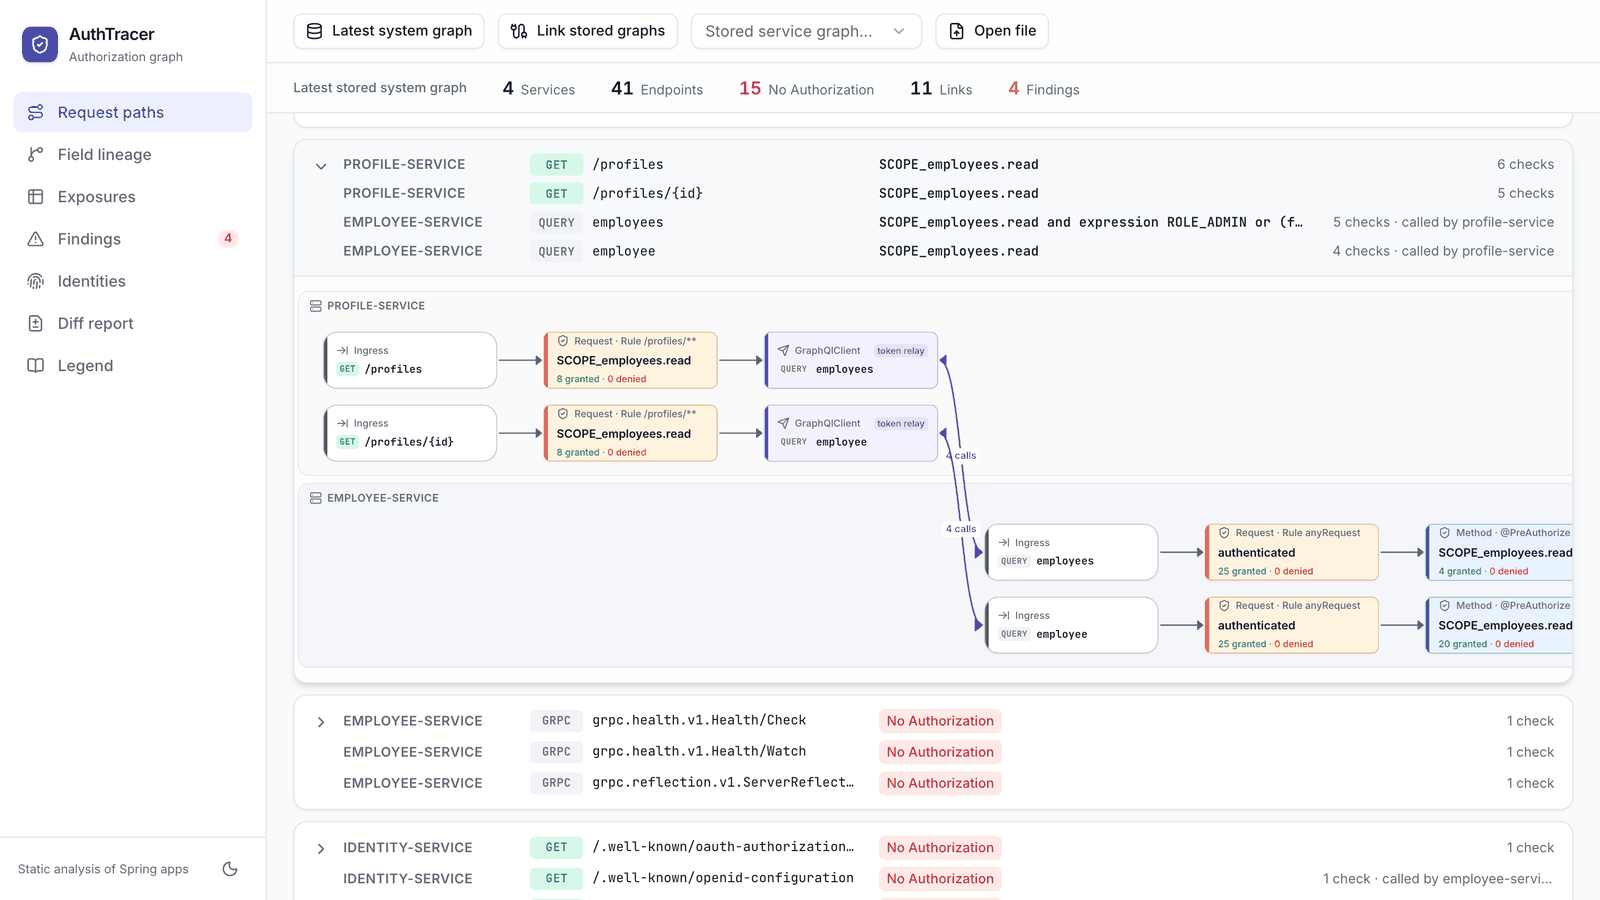 AuthTracer
Authorization graph
Request paths
Field lineage
Exposures
Findings 4
Identities
Diff report
Legend
Static analysis of Spring apps
Latest system graph
Link stored graphs
Stored service graph...
Open file
Latest stored system graph 4 Services 41 Endpoints 15 No Authorization 11 Links 4 Findings
PROFILE-SERVICE GET /profiles SCOPE_employees.read 6 checks
PROFILE-SERVICE GET /profiles/{id} SCOPE_employees.read 5 checks
EMPLOYEE-SERVICE QUERY employees SCOPE_employees.read and expression ROLE_ADMIN or (f… 5 checks · called by profile-service
EMPLOYEE-SERVICE QUERY employee SCOPE_employees.read 4 checks · called by profile-service
PROFILE-SERVICE
Ingress
GET /profiles
Request · Rule /profiles/**
SCOPE_employees.read
8 granted · 0 denied
GraphQlClient token relay
QUERY employees
Ingress
GET /profiles/{id}
Request · Rule /profiles/**
SCOPE_employees.read
8 granted · 0 denied
GraphQlClient token relay
QUERY employee
4 calls
EMPLOYEE-SERVICE
4 calls
Ingress
QUERY employees
Request · Rule anyRequest
authenticated
25 granted · 0 denied
Method · @PreAuthorize
SCOPE_employees.read
4 granted · 0 denied
Ingress
QUERY employee
Request · Rule anyRequest
authenticated
25 granted · 0 denied
Method · @PreAuthorize
SCOPE_employees.read
20 granted · 0 denied
EMPLOYEE-SERVICE GRPC grpc.health.v1.Health/Check No Authorization 1 check
EMPLOYEE-SERVICE GRPC grpc.health.v1.Health/Watch No Authorization 1 check
EMPLOYEE-SERVICE GRPC grpc.reflection.v1.ServerReflect… No Authorization 1 check
IDENTITY-SERVICE GET /.well-known/oauth-authorization… No Authorization 1 check
IDENTITY-SERVICE GET /.well-known/openid-configuration No Authorization 1 check · called by employee-servi…